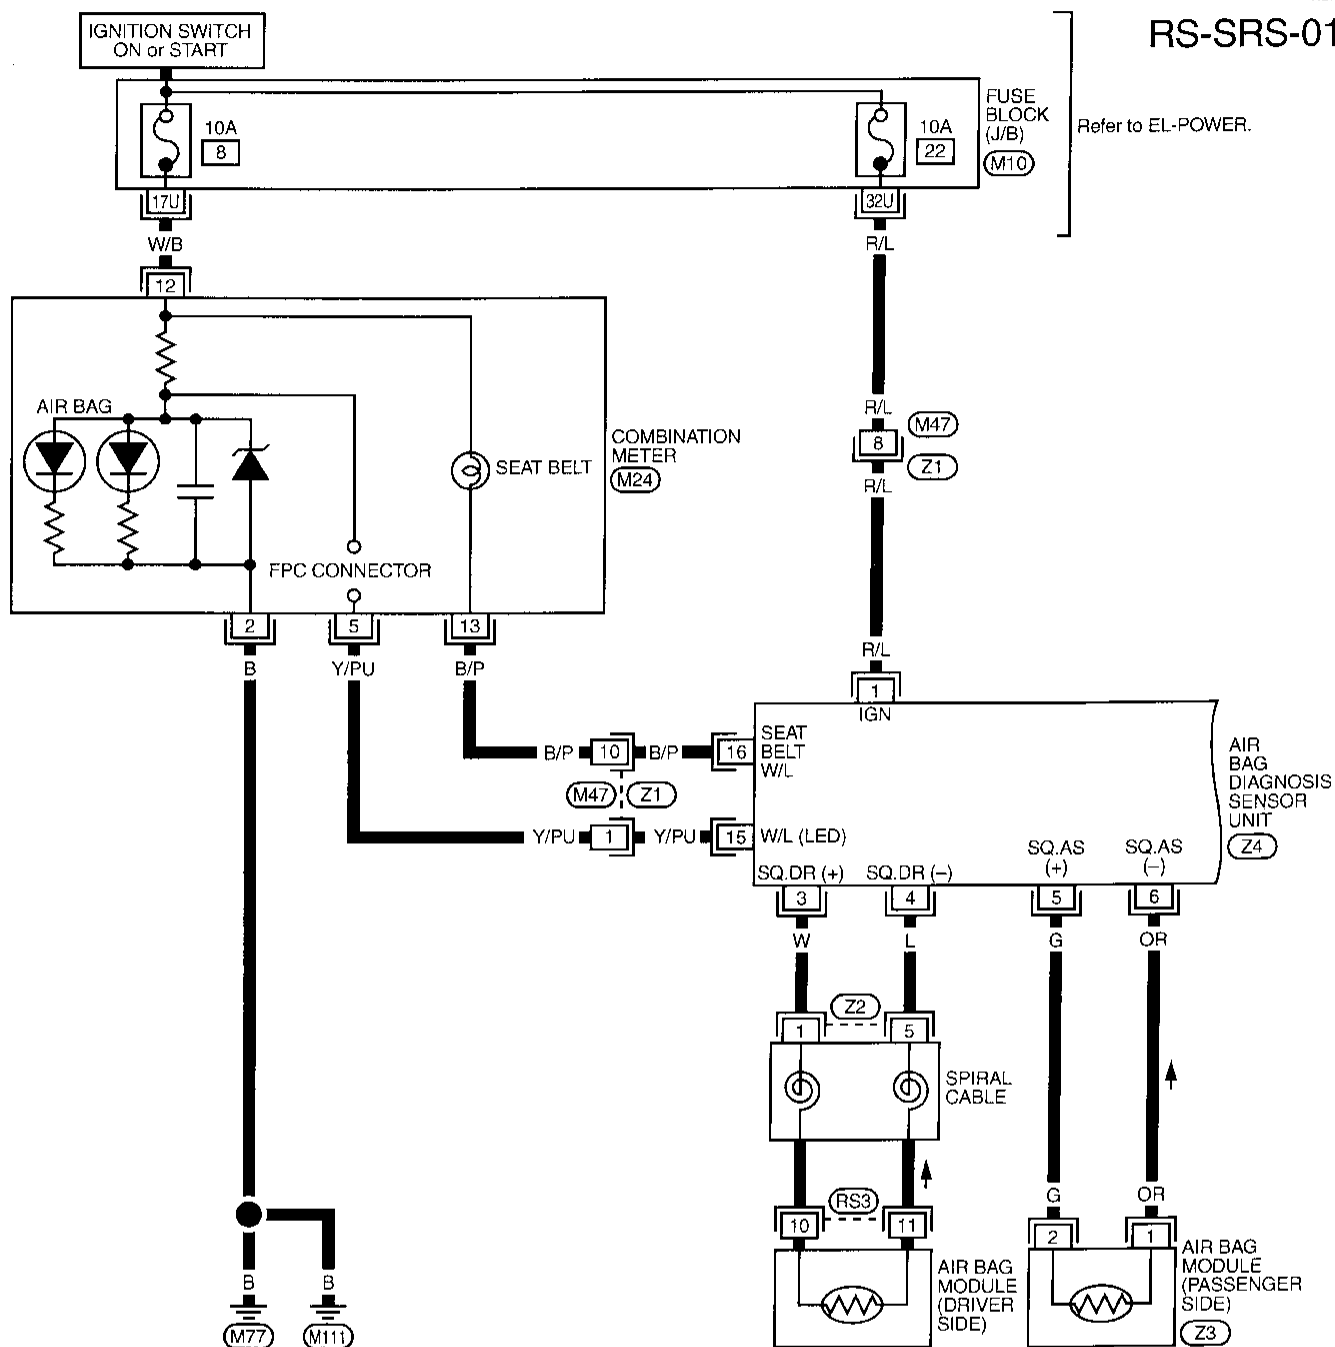 RS-SRS-01
IGNITION SWITCH
ON or START
10A
8
10A
22
FUSE
BLOCK
(J/B)
M10
Refer to EL-POWER.
17U
32U
W/B
R/L
12
AIR BAG
SEAT BELT
COMBINATION
METER
M24
FPC CONNECTOR
R/L
M47
8
Z1
R/L
2
5
13
B
Y/PU
B/P
R/L
1
IGN
B/P
10
B/P
16
SEAT
BELT
W/L
M47
Z1
Y/PU
1
Y/PU
15
W/L (LED)
AIR
BAG
DIAGNOSIS
SENSOR
UNIT
Z4
SQ.DR (+)
SQ.DR (–)
SQ.AS
(+)
SQ.AS
(–)
3
4
5
6
W
L
G
OR
Z2
1
5
SPIRAL
CABLE
RS3
10
11
G
OR
2
1
AIR BAG
MODULE
(DRIVER
SIDE)
AIR BAG
MODULE
(PASSENGER
SIDE)
Z3
B
B
M77
M111